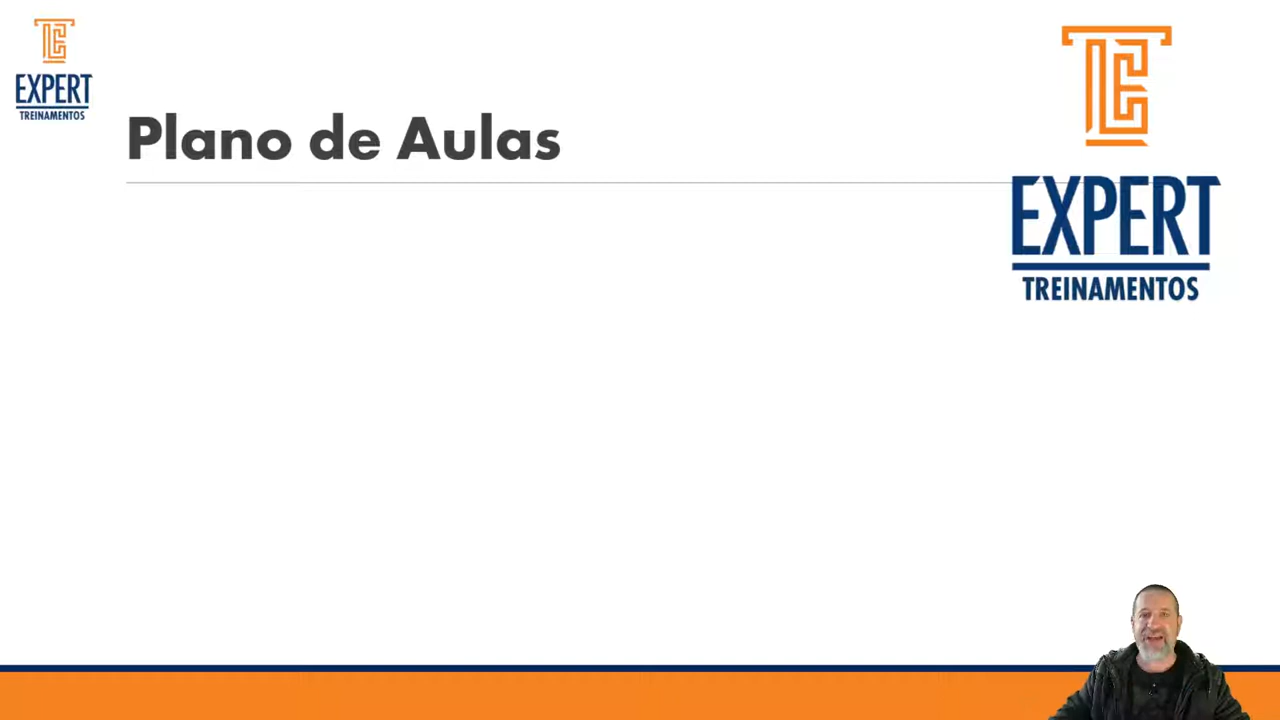 EXPERT
TREINAMENTOS
Plano de Aulas
EXPERT
TREINAMENTOS